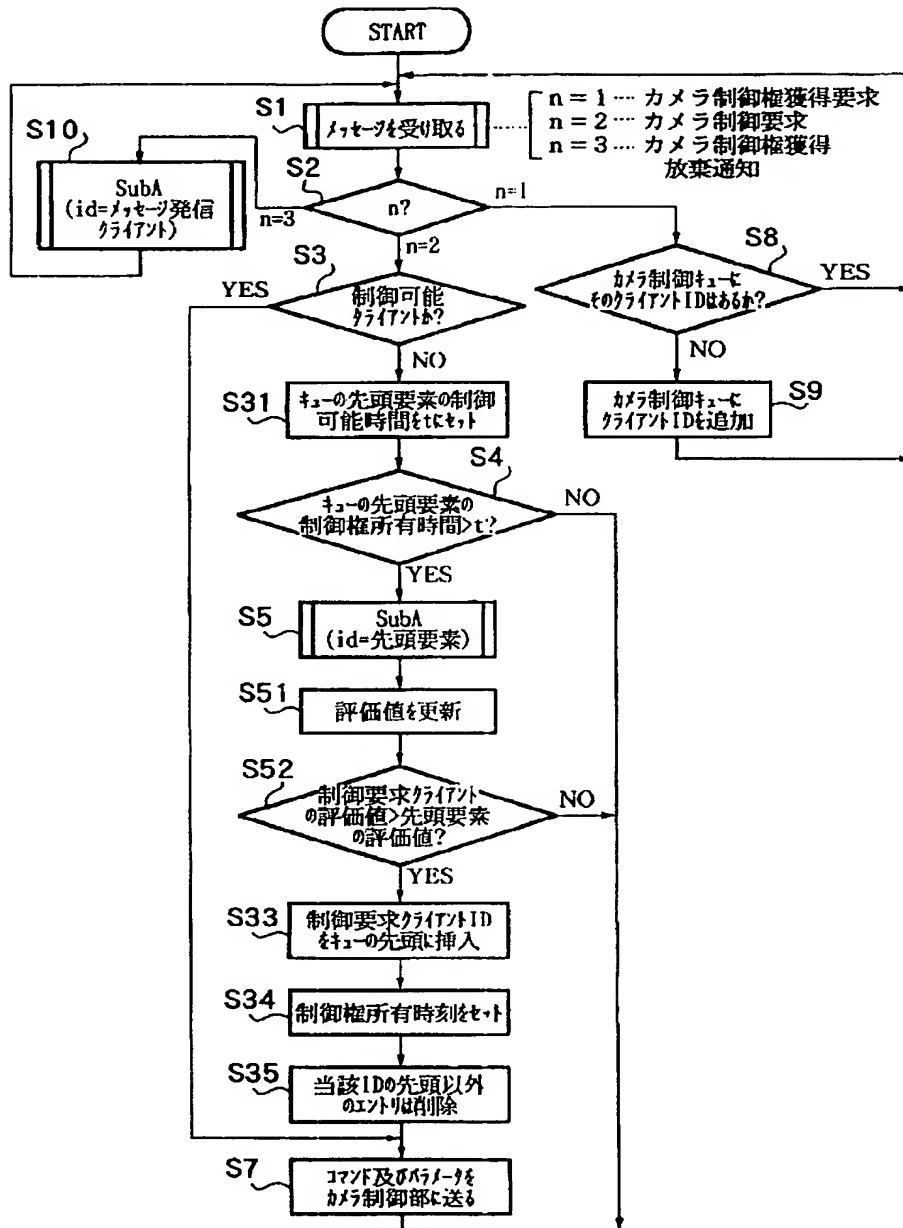 START
S1
メッセージを受け取る
n = 1 ‥‥ カメラ制御権獲得要求
n = 2 ‥‥ カメラ制御要求
n = 3 ‥‥ カメラ制御権獲得
放棄通知
S10
SubA
(id=メッセージ発信
クライアント)
S2
n?
n=3
n=1
n=2
S3
制御可能
クライアントか?
YES
NO
S8
カメラ制御キューに
そのクライアントIDはあるか?
YES
NO
S9
カメラ制御キューに
クライアントIDを追加
S31
キューの先頭要素の制御
可能時間をtにセット
S4
キューの先頭要素の
制御権所有時間>t?
NO
YES
S5
SubA
(id=先頭要素)
S51
評価値を更新
S52
制御要求クライアント
の評価値>先頭要素
の評価値?
NO
YES
S33
制御要求クライアントID
をキューの先頭に挿入
S34
制御権所有時刻をセット
S35
当該IDの先頭以外
のエントリは削除
S7
コマンド及びパラメータを
カメラ制御部に送る